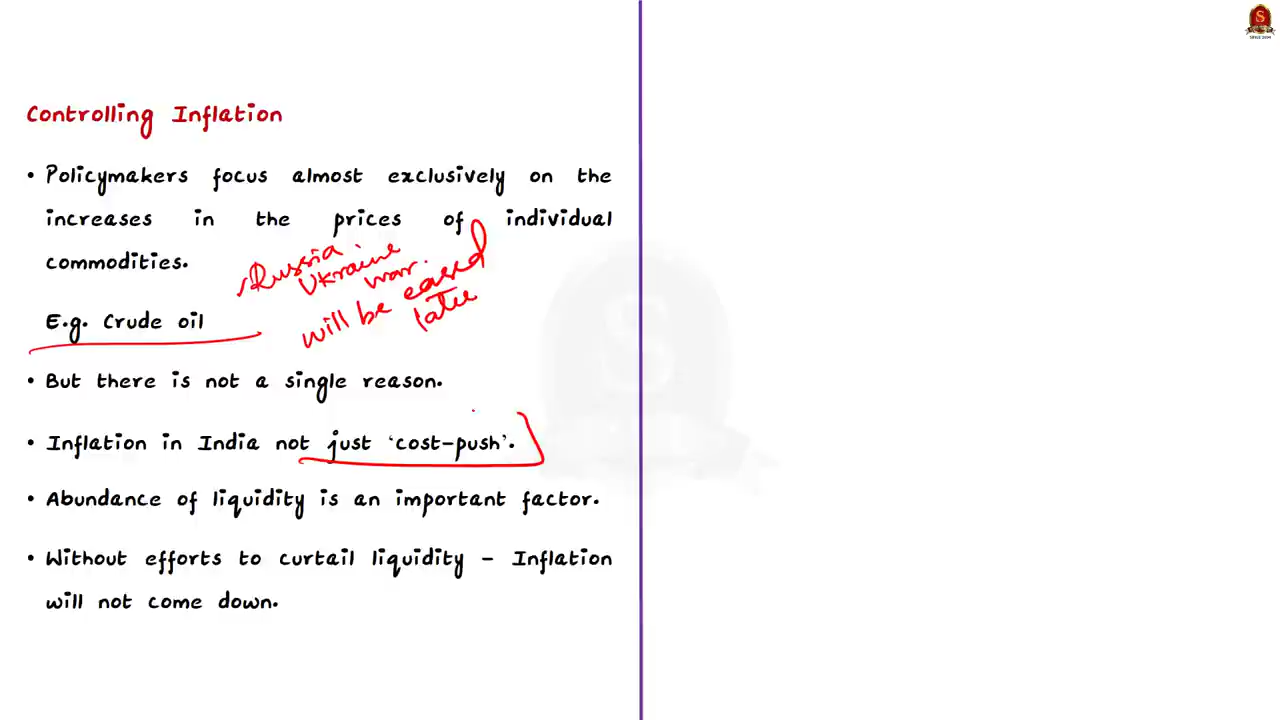 Controlling Inflation
• Policymakers focus almost exclusively on the
increases in the prices of individual
commodities.
Russia
Ukraine
war.
will be eased
later
E.g. Crude oil
• But there is not a single reason.
• Inflation in India not just ‘cost-push’.
• Abundance of liquidity is an important factor.
• Without efforts to curtail liquidity – Inflation
will not come down.